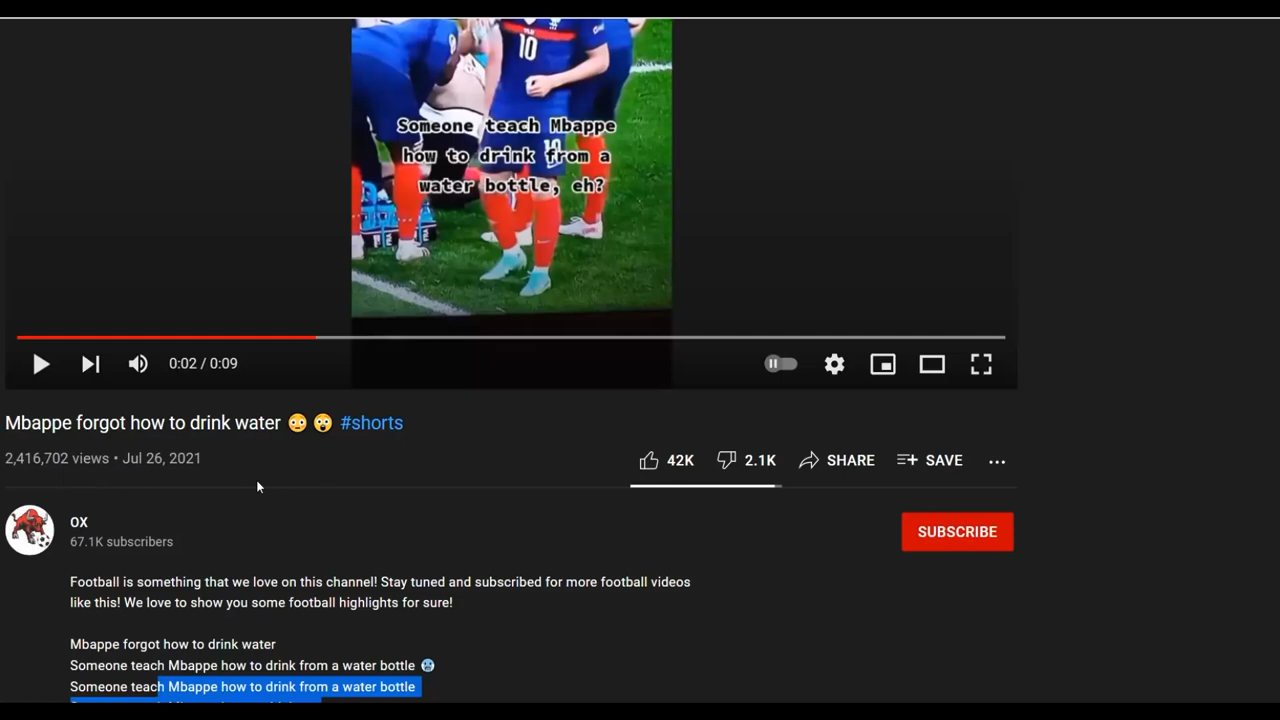 10
Someone teach Mbappe
how to drink from a
water bottle, eh?
0:02 / 0:09
Mbappe forgot how to drink water 😳 😲 #shorts
2,416,702 views • Jul 26, 2021
42K 2.1K SHARE SAVE ...
OX
67.1K subscribers
SUBSCRIBE
Football is something that we love on this channel! Stay tuned and subscribed for more football videos
like this! We love to show you some football highlights for sure!
Mbappe forgot how to drink water
Someone teach Mbappe how to drink from a water bottle 🥶
Someone teach Mbappe how to drink from a water bottle